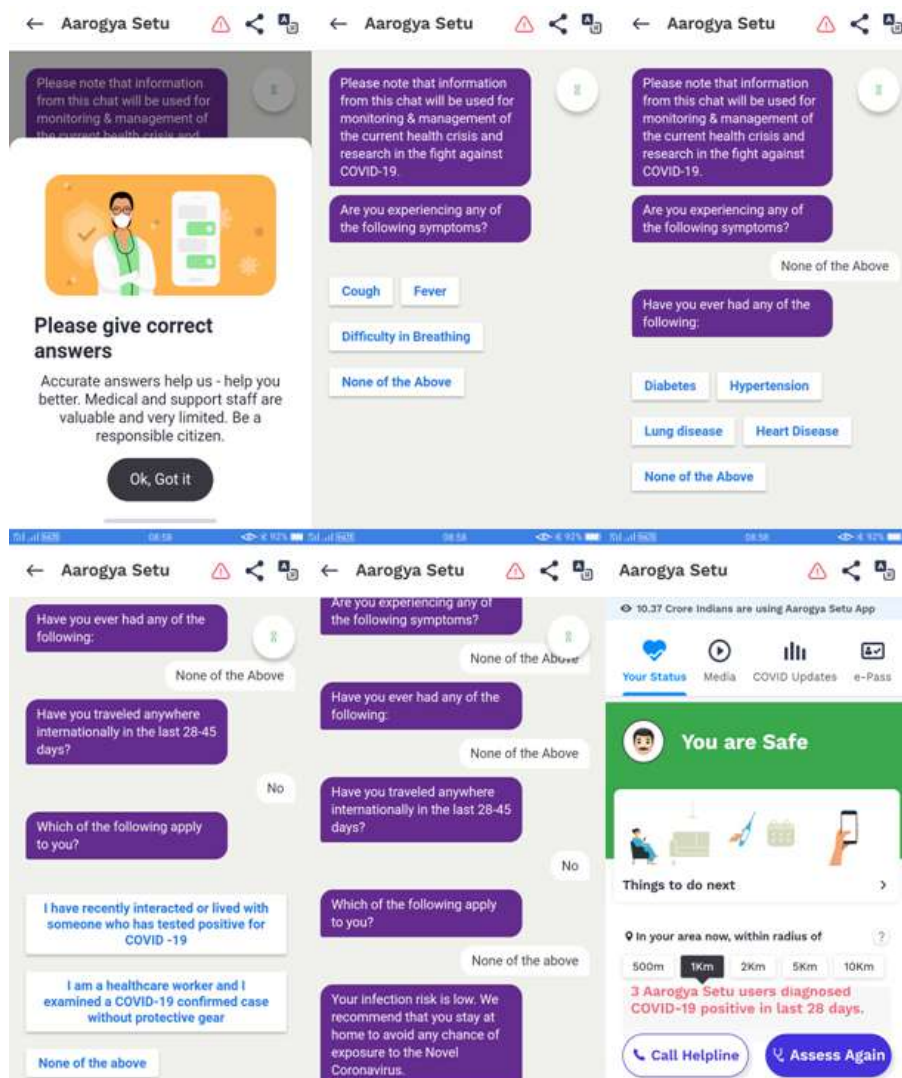 Aarogya Setu
Please note that information
from this chat will be used for
monitoring & management of
the current health crisis and
Please give correct
answers
Accurate answers help us - help you
better. Medical and support staff are
valuable and very limited. Be a
responsible citizen.
Ok, Got it
08:58
92%
Aarogya Setu
Please note that information
from this chat will be used for
monitoring & management of
the current health crisis and
research in the fight against
COVID-19.
Are you experiencing any of
the following symptoms?
Cough
Fever
Difficulty in Breathing
None of the Above
08:58
92%
Aarogya Setu
Please note that information
from this chat will be used for
monitoring & management of
the current health crisis and
research in the fight against
COVID-19.
Are you experiencing any of
the following symptoms?
None of the Above
Have you ever had any of the
following:
Diabetes
Hypertension
Lung disease
Heart Disease
None of the Above
08:58
92%
Aarogya Setu
Have you ever had any of the
following:
None of the Above
Have you traveled anywhere
internationally in the last 28-45
days?
No
Which of the following apply
to you?
I have recently interacted or lived with
someone who has tested positive for
COVID -19
I am a healthcare worker and I
examined a COVID-19 confirmed case
without protective gear
None of the above
Aarogya Setu
Are you experiencing any of
the following symptoms?
None of the Above
Have you ever had any of the
following:
None of the Above
Have you traveled anywhere
internationally in the last 28-45
days?
No
Which of the following apply
to you?
None of the above
Your infection risk is low. We
recommend that you stay at
home to avoid any chance of
exposure to the Novel
Coronavirus.
Aarogya Setu
10.37 Crore Indians are using Aarogya Setu App
Your Status
Media
COVID Updates
e-Pass
You are Safe
Things to do next
In your area now, within radius of
?
500m
1Km
2Km
5Km
10Km
3 Aarogya Setu users diagnosed
COVID-19 positive in last 28 days.
Call Helpline
Assess Again